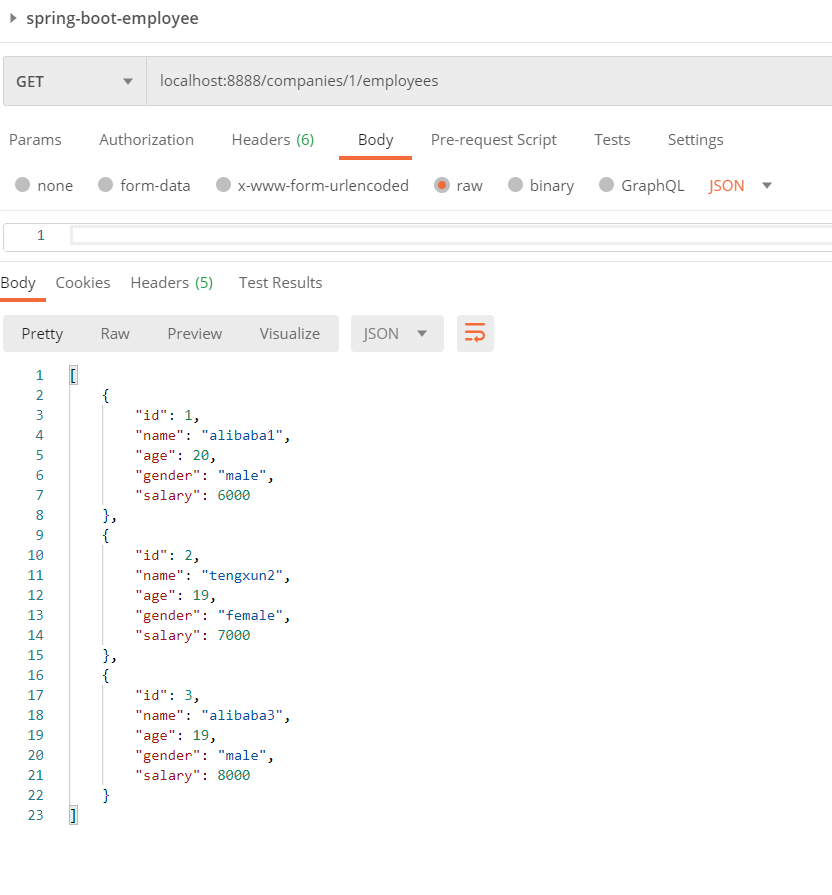 spring-boot-employee
GET localhost:8888/companies/1/employees
Params Authorization Headers (6) Body Pre-request Script Tests Settings
none form-data x-www-form-urlencoded raw binary GraphQL JSON
1
Body Cookies Headers (5) Test Results
Pretty Raw Preview Visualize JSON
1 [
2 {
3 "id": 1,
4 "name": "alibaba1",
5 "age": 20,
6 "gender": "male",
7 "salary": 6000
8 },
9 {
10 "id": 2,
11 "name": "tengxun2",
12 "age": 19,
13 "gender": "female",
14 "salary": 7000
15 },
16 {
17 "id": 3,
18 "name": "alibaba3",
19 "age": 19,
20 "gender": "male",
21 "salary": 8000
22 }
23 ]